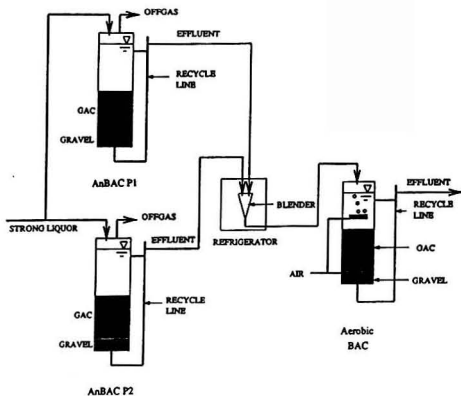 OFFGAS
EFFLUENT
RECYCLE
LINE
GAC
GRAVEL
AnBAC P1
STRONG LIQUOR
OFFGAS
EFFLUENT
GAC
GRAVEL
RECYCLE
LINE
AnBAC P2
BLENDER
REFRIGERATOR
EFFLUENT
RECYCLE
LINE
GAC
AIR
GRAVEL
Aerobic
BAC